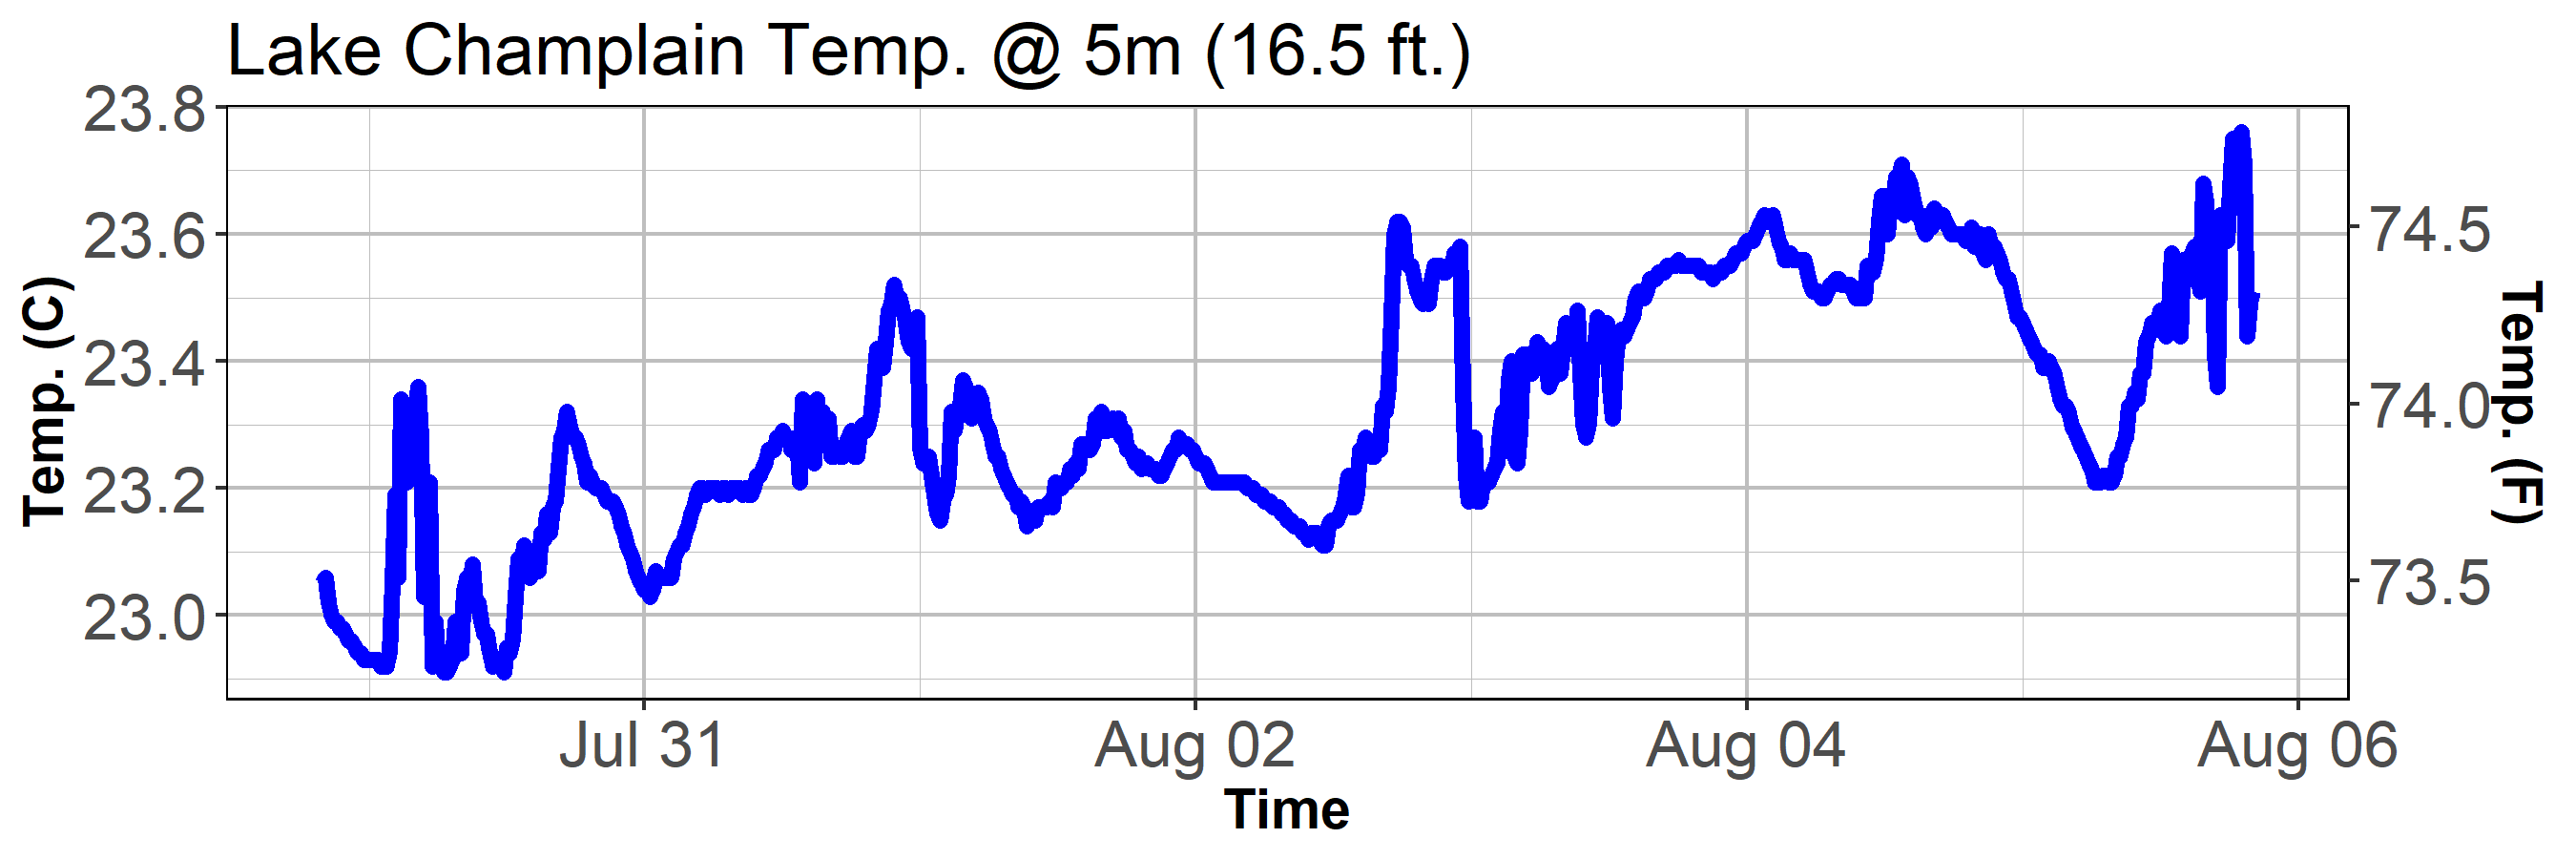 Lake Champlain Temp. @ 5m (16.5 ft.)
23.8
23.6
23.4
23.2
23.0
Temp. (C)
74.5
74.0
73.5
Temp. (F)
Jul 31
Aug 02
Aug 04
Aug 06
Time